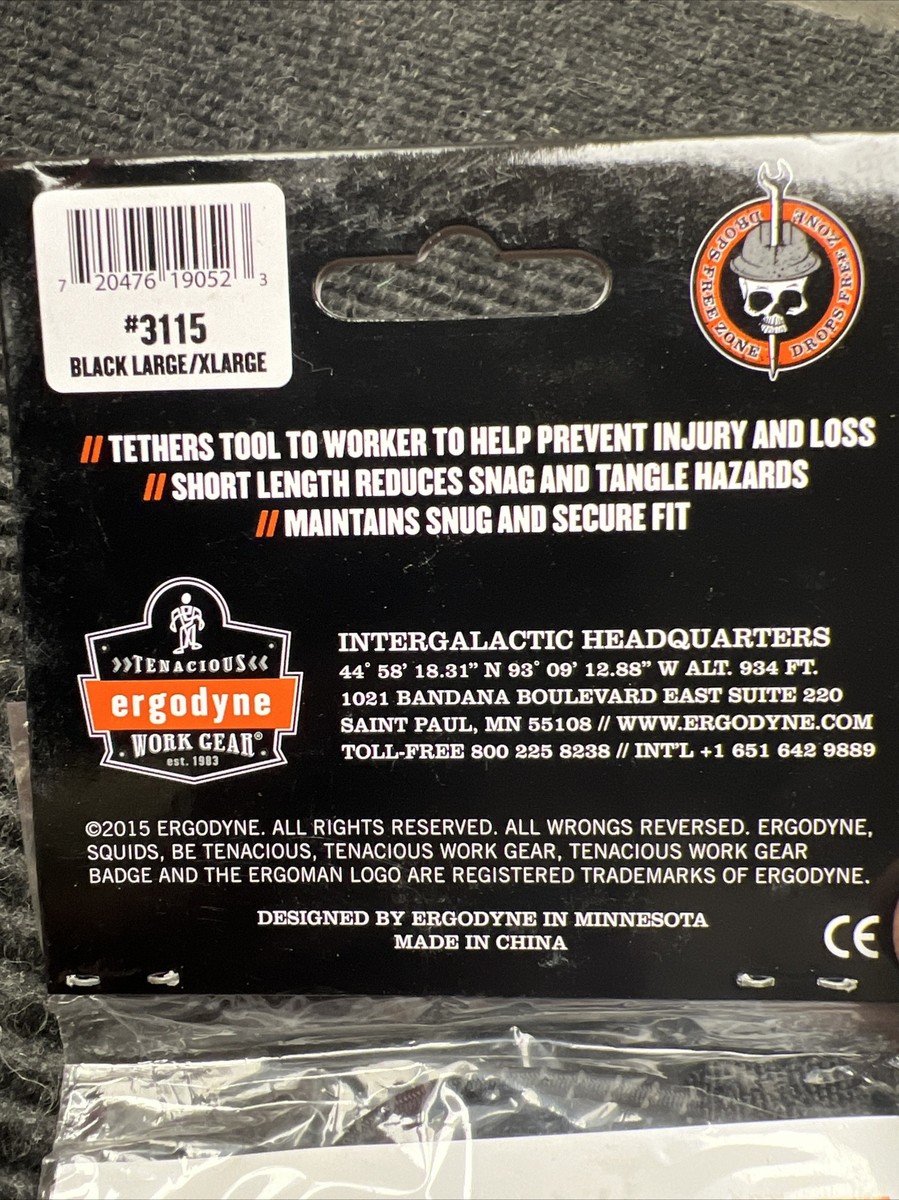 7 20476 19052 3
#3115
BLACK LARGE/XLARGE
DROPS FREE ZONE DROPS FREE ZONE
// TETHERS TOOL TO WORKER TO HELP PREVENT INJURY AND LOSS
// SHORT LENGTH REDUCES SNAG AND TANGLE HAZARDS
// MAINTAINS SNUG AND SECURE FIT
»TENACIOUS«
ergodyne
WORK GEAR®
est. 1983
INTERGALACTIC HEADQUARTERS
44° 58' 18.31" N 93° 09' 12.88" W ALT. 934 FT.
1021 BANDANA BOULEVARD EAST SUITE 220
SAINT PAUL, MN 55108 // WWW.ERGODYNE.COM
TOLL-FREE 800 225 8238 // INT'L +1 651 642 9889
©2015 ERGODYNE. ALL RIGHTS RESERVED. ALL WRONGS REVERSED. ERGODYNE,
SQUIDS, BE TENACIOUS, TENACIOUS WORK GEAR, TENACIOUS WORK GEAR
BADGE AND THE ERGOMAN LOGO ARE REGISTERED TRADEMARKS OF ERGODYNE.
DESIGNED BY ERGODYNE IN MINNESOTA
MADE IN CHINA
CE